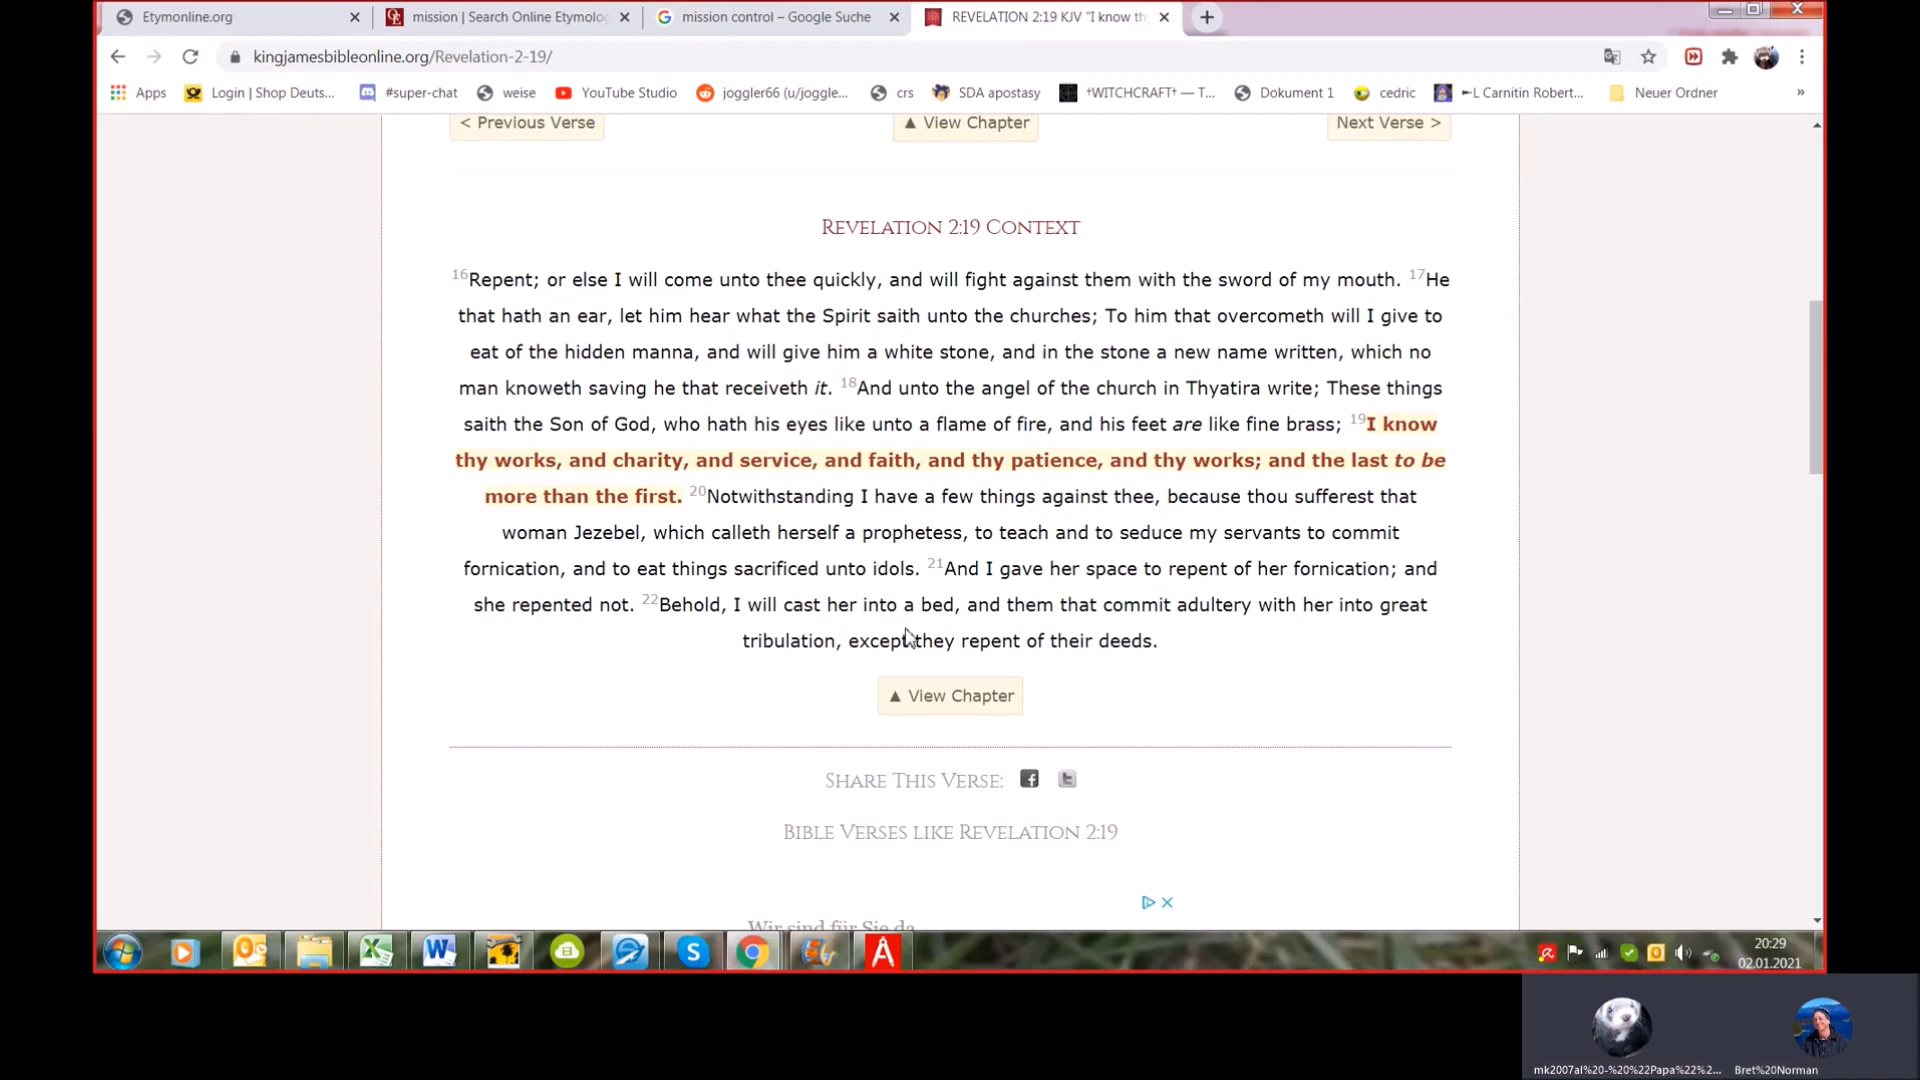 Etymonline.org
mission | Search Online Etymolog
mission control – Google Suche
REVELATION 2:19 KJV "I know th
kingjamesbibleonline.org/Revelation-2-19/
Apps
Login | Shop Deuts...
#super-chat
weise
YouTube Studio
joggler66 (u/joggle...
crs
SDA apostasy
†WITCHCRAFT† — T...
Dokument 1
cedric
L Carnitin Robert...
Neuer Ordner
»
< Previous Verse
▲ View Chapter
Next Verse >
Revelation 2:19 Context
16Repent; or else I will come unto thee quickly, and will fight against them with the sword of my mouth. 17He
that hath an ear, let him hear what the Spirit saith unto the churches; To him that overcometh will I give to
eat of the hidden manna, and will give him a white stone, and in the stone a new name written, which no
man knoweth saving he that receiveth it. 18And unto the angel of the church in Thyatira write; These things
saith the Son of God, who hath his eyes like unto a flame of fire, and his feet are like fine brass; 19I know
thy works, and charity, and service, and faith, and thy patience, and thy works; and the last to be
more than the first. 20Notwithstanding I have a few things against thee, because thou sufferest that
woman Jezebel, which calleth herself a prophetess, to teach and to seduce my servants to commit
fornication, and to eat things sacrificed unto idols. 21And I gave her space to repent of her fornication; and
she repented not. 22Behold, I will cast her into a bed, and them that commit adultery with her into great
tribulation, except they repent of their deeds.
▲ View Chapter
Share This Verse:
Bible Verses like Revelation 2:19
Wir sind für Sie da
20:29
02.01.2021
mk2007al%20-%20%22Papa%22%2...
Bret%20Norman